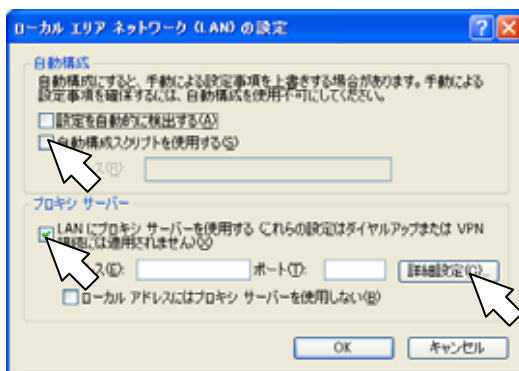 ローカル エリア ネットワーク (LAN) の設定
自動構成
自動構成にすると、手動による設定事項を上書きする場合があります。手動による
設定事項を確保するには、自動構成を使用不可にしてください。
設定を自動的に検出する(A)
自動構成スクリプトを使用する(S)
レス(R):
プロキシ サーバー
LAN にプロキシ サーバーを使用する (これらの設定はダイヤルアップまたは VPN
接続には適用されません)(X)
レス(E):
ポート(T):
詳細設定(C)...
ローカル アドレスにはプロキシ サーバーを使用しない(B)
OK
キャンセル